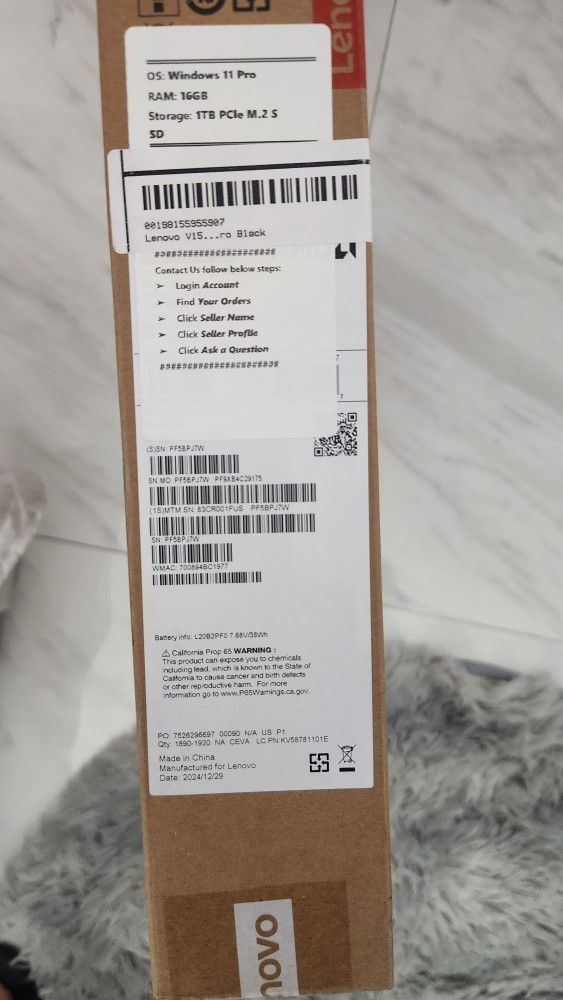 Leno
OS: Windows 11 Pro
RAM: 16GB
Storage: 1TB PCIe M.2 S
SD
00198155955907
Lenovo V15...ro Black
########################
Contact Us follow below steps:
➢ Login Account
➢ Find Your Orders
➢ Click Seller Name
➢ Click Seller Profile
➢ Click Ask a Question
########################
(S)SN: PF5BPJ7W
SN MO: PF5BPJ7W PF9XB4C29175
(1S)MTM SN: 83CR001FUS PF5BPJ7W
SN: PF5BPJ7W
WMAC: 700894BC1977
Battery info: L20B2PF0 7.68V/38Wh
⚠ California Prop 65 WARNING :
This product can expose you to chemicals
including lead, which is known to the State of
California to cause cancer and birth defects
or other reproductive harm. For more
information go to www.P65Warnings.ca.gov.
PO: 7526296697 00090 N/A US P1
Qty: 1890-1920 NA CEVA LC PN:KV58781101E
Made in China
Manufactured for Lenovo
Date: 2024/12/29
novo